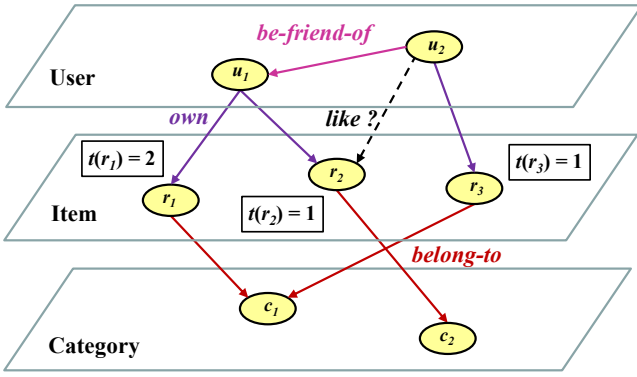 be-friend-of
u2
User
u1
own
like ?
t(r1) = 2
t(r3) = 1
r2
r3
r1
Item
t(r2) = 1
belong-to
c1
c2
Category